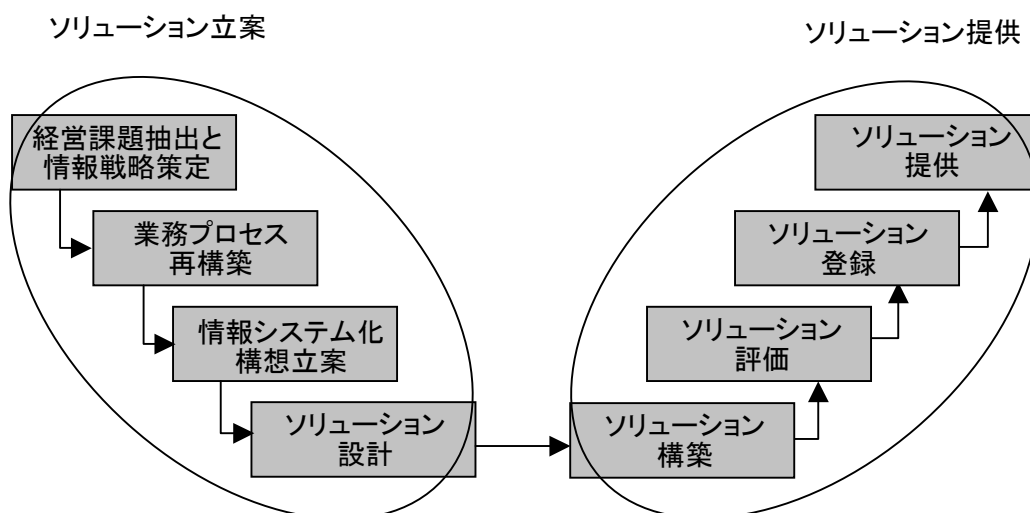 ソリューション立案
ソリューション提供
経営課題抽出と
情報戦略策定
業務プロセス
再構築
情報システム化
構想立案
ソリューション
設計
ソリューション
構築
ソリューション
評価
ソリューション
登録
ソリューション
提供